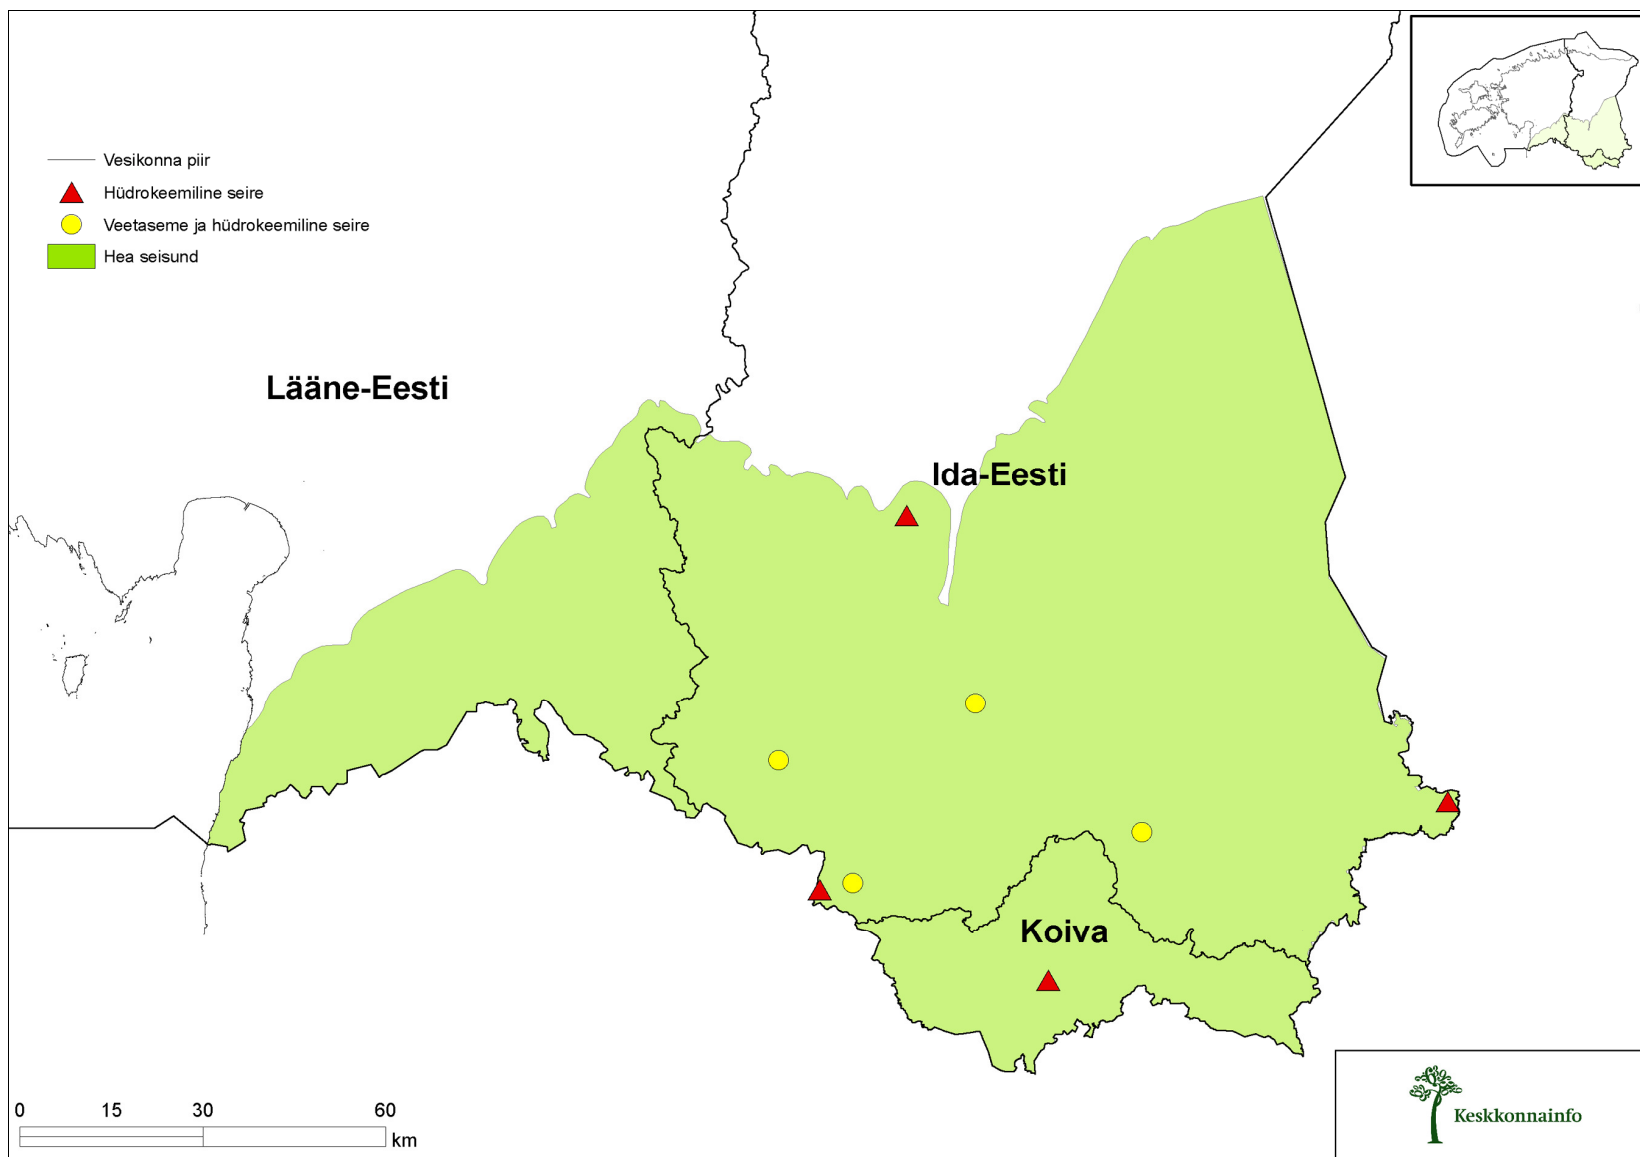 Vesikonna piir
Hüdrokeemiline seire
Veetaseme ja hüdrokeemiline seire
Hea seisund
Lääne-Eesti
Ida-Eesti
Koiva
0 15 30 60
km
Keskkonnainfo